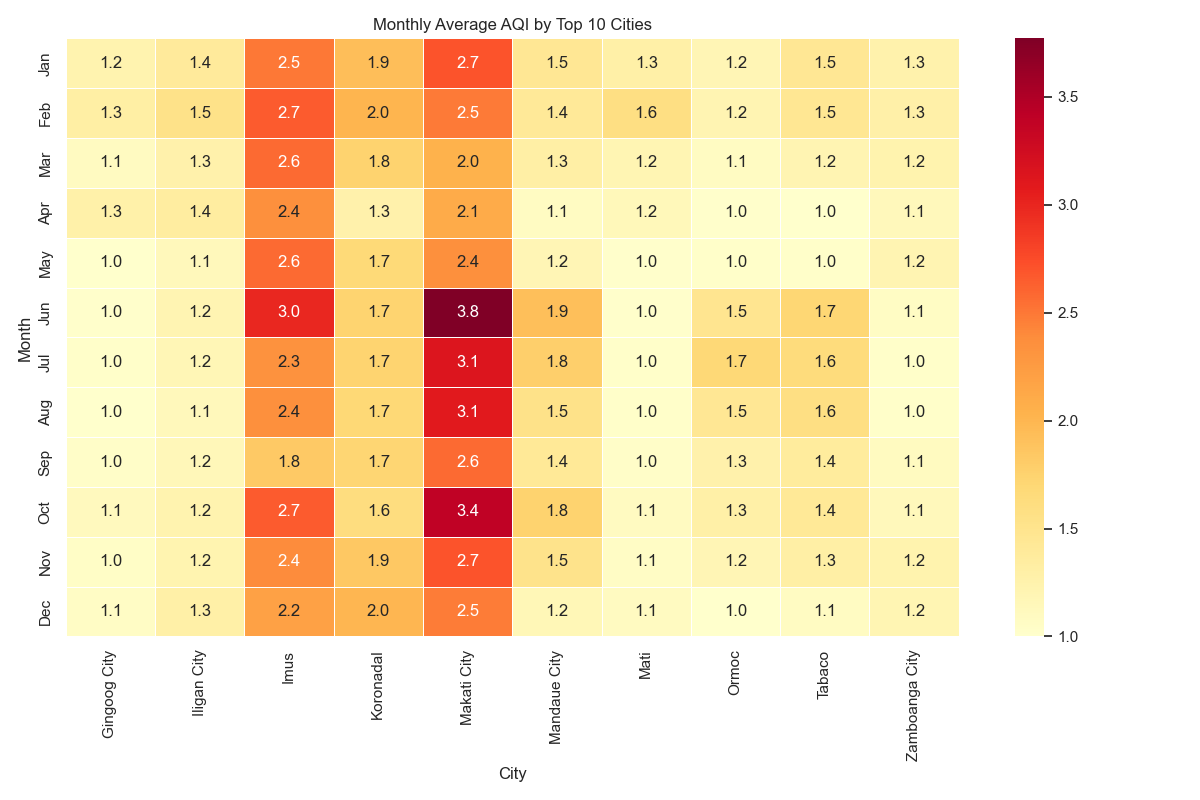 Monthly Average AQI by Top 10 Cities
Month
Jan 1.2 1.4 2.5 1.9 2.7 1.5 1.3 1.2 1.5 1.3
Feb 1.3 1.5 2.7 2.0 2.5 1.4 1.6 1.2 1.5 1.3
Mar 1.1 1.3 2.6 1.8 2.0 1.3 1.2 1.1 1.2 1.2
Apr 1.3 1.4 2.4 1.3 2.1 1.1 1.2 1.0 1.0 1.1
May 1.0 1.1 2.6 1.7 2.4 1.2 1.0 1.0 1.0 1.2
Jun 1.0 1.2 3.0 1.7 3.8 1.9 1.0 1.5 1.7 1.1
Jul 1.0 1.2 2.3 1.7 3.1 1.8 1.0 1.7 1.6 1.0
Aug 1.0 1.1 2.4 1.7 3.1 1.5 1.0 1.5 1.6 1.0
Sep 1.0 1.2 1.8 1.7 2.6 1.4 1.0 1.3 1.4 1.1
Oct 1.1 1.2 2.7 1.6 3.4 1.8 1.1 1.3 1.4 1.1
Nov 1.0 1.2 2.4 1.9 2.7 1.5 1.1 1.2 1.3 1.2
Dec 1.1 1.3 2.2 2.0 2.5 1.2 1.1 1.0 1.1 1.2
Gingoog City
Iligan City
Imus
Koronadal
Makati City
Mandaue City
Mati
Ormoc
Tabaco
Zamboanga City
City
3.5
3.0
2.5
2.0
1.5
1.0